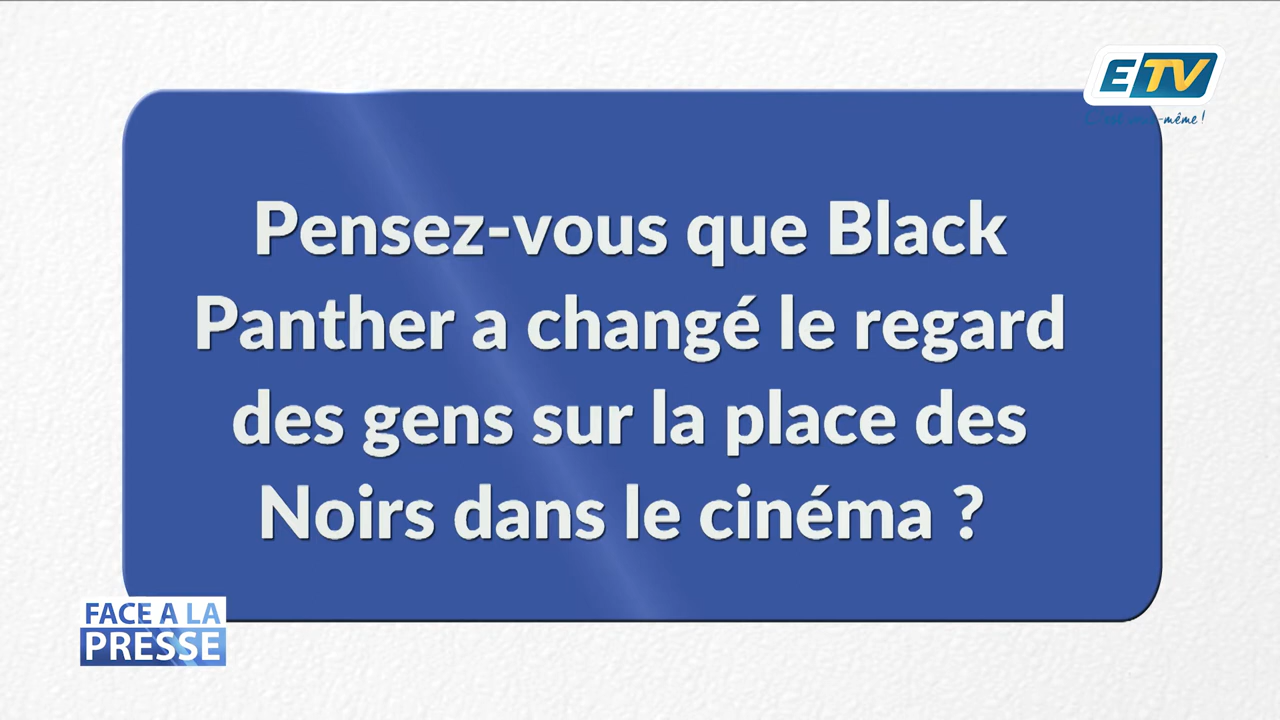 ETV
-même !
Pensez-vous que Black
Panther a changé le regard
des gens sur la place des
Noirs dans le cinéma ?
FACE A LA
PRESSE